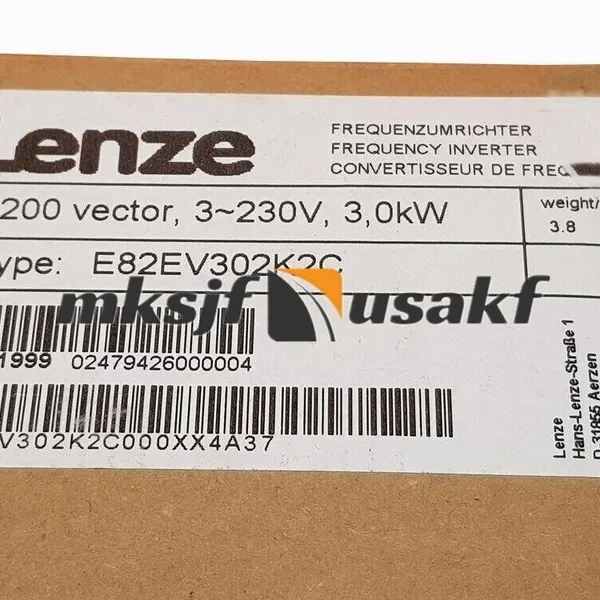 Lenze
FREQUENZUMRICHTER
FREQUENCY INVERTER
CONVERTISSEUR DE FREQ
200 vector, 3~230V, 3,0kW
weight/
3.8
ype: E82EV302K2C
mksjf usakf
1999 02479426000004
V302K2C000XX4A37
Lenze
Hans-Lenze-Straße 1
D 31855 Aerzen